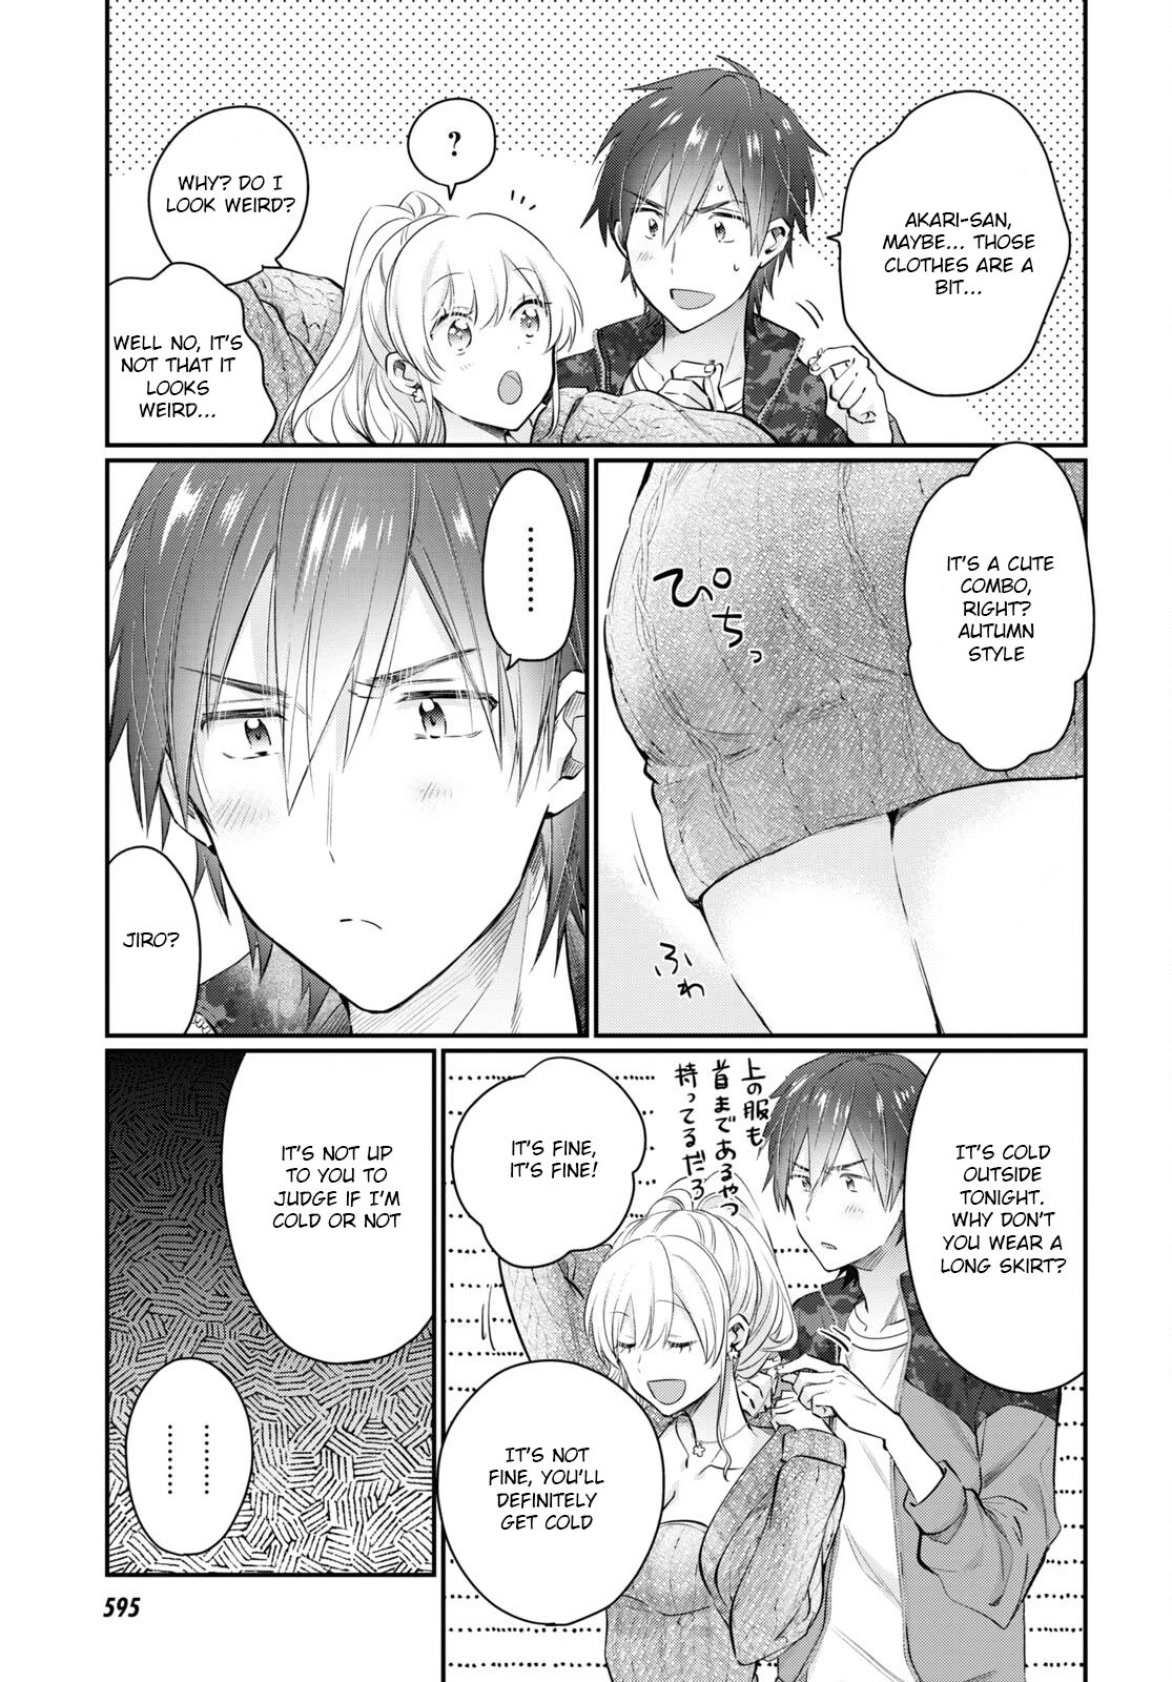 AKARI-SAN,
MAYBE... THOSE
CLOTHES ARE A
BIT...
?
WHY? DO I
LOOK WEIRD?
WELL NO, IT'S
NOT THAT IT
LOOKS
WEIRD...
IT'S A CUTE
COMBO,
RIGHT?
AUTUMN
STYLE
ぴちっ
ふわ
.........
JIRO?
IT'S COLD
OUTSIDE
TONIGHT.
WHY DON'T
YOU WEAR A
LONG SKIRT?
上の服も
首まであるやつ
持ってるだろ
IT'S FINE,
IT'S FINE!
IT'S NOT
FINE, YOU'LL
DEFINITELY
GET COLD
IT'S NOT UP
TO YOU TO
JUDGE IF I'M
COLD OR NOT
......
......
595